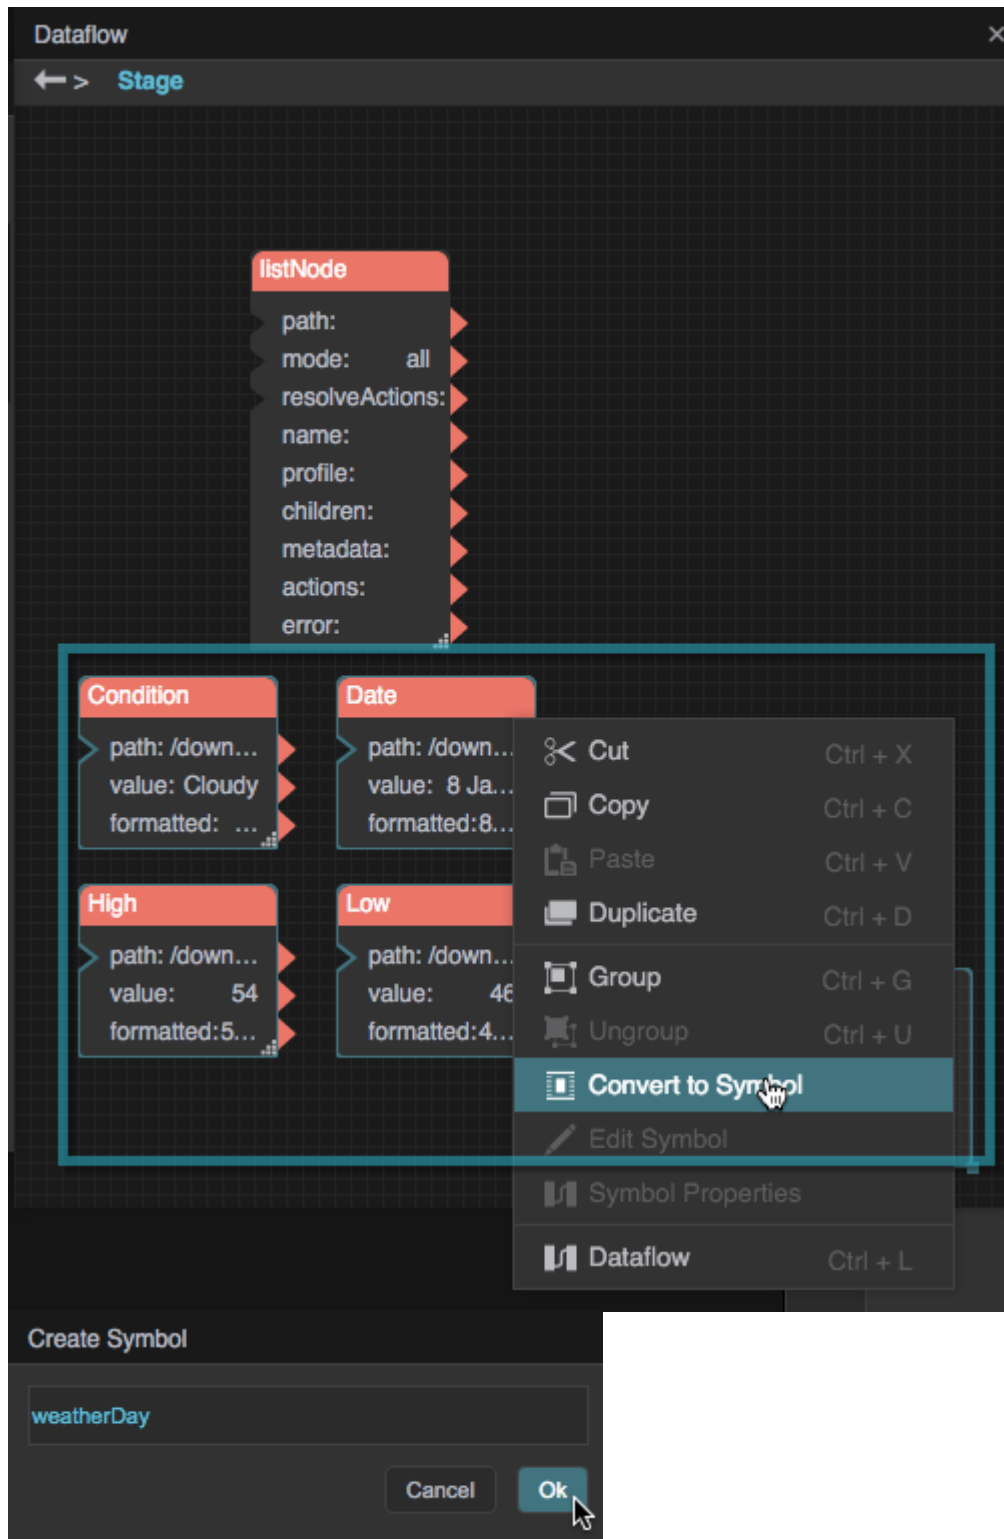 Dataflow
> Stage
listNode
path:
mode: all
resolveActions:
name:
profile:
children:
metadata:
actions:
error:
Condition
path: /down...
value: Cloudy
formatted: ...
Date
path: /down...
value: 8 Ja...
formatted:8...
High
path: /down...
value: 54
formatted:5...
Low
path: /down...
value: 46
formatted:4...
Cut Ctrl + X
Copy Ctrl + C
Paste Ctrl + V
Duplicate Ctrl + D
Group Ctrl + G
Ungroup Ctrl + U
Convert to Symbol
Edit Symbol
Symbol Properties
Dataflow Ctrl + L
Create Symbol
weatherDay
Cancel Ok